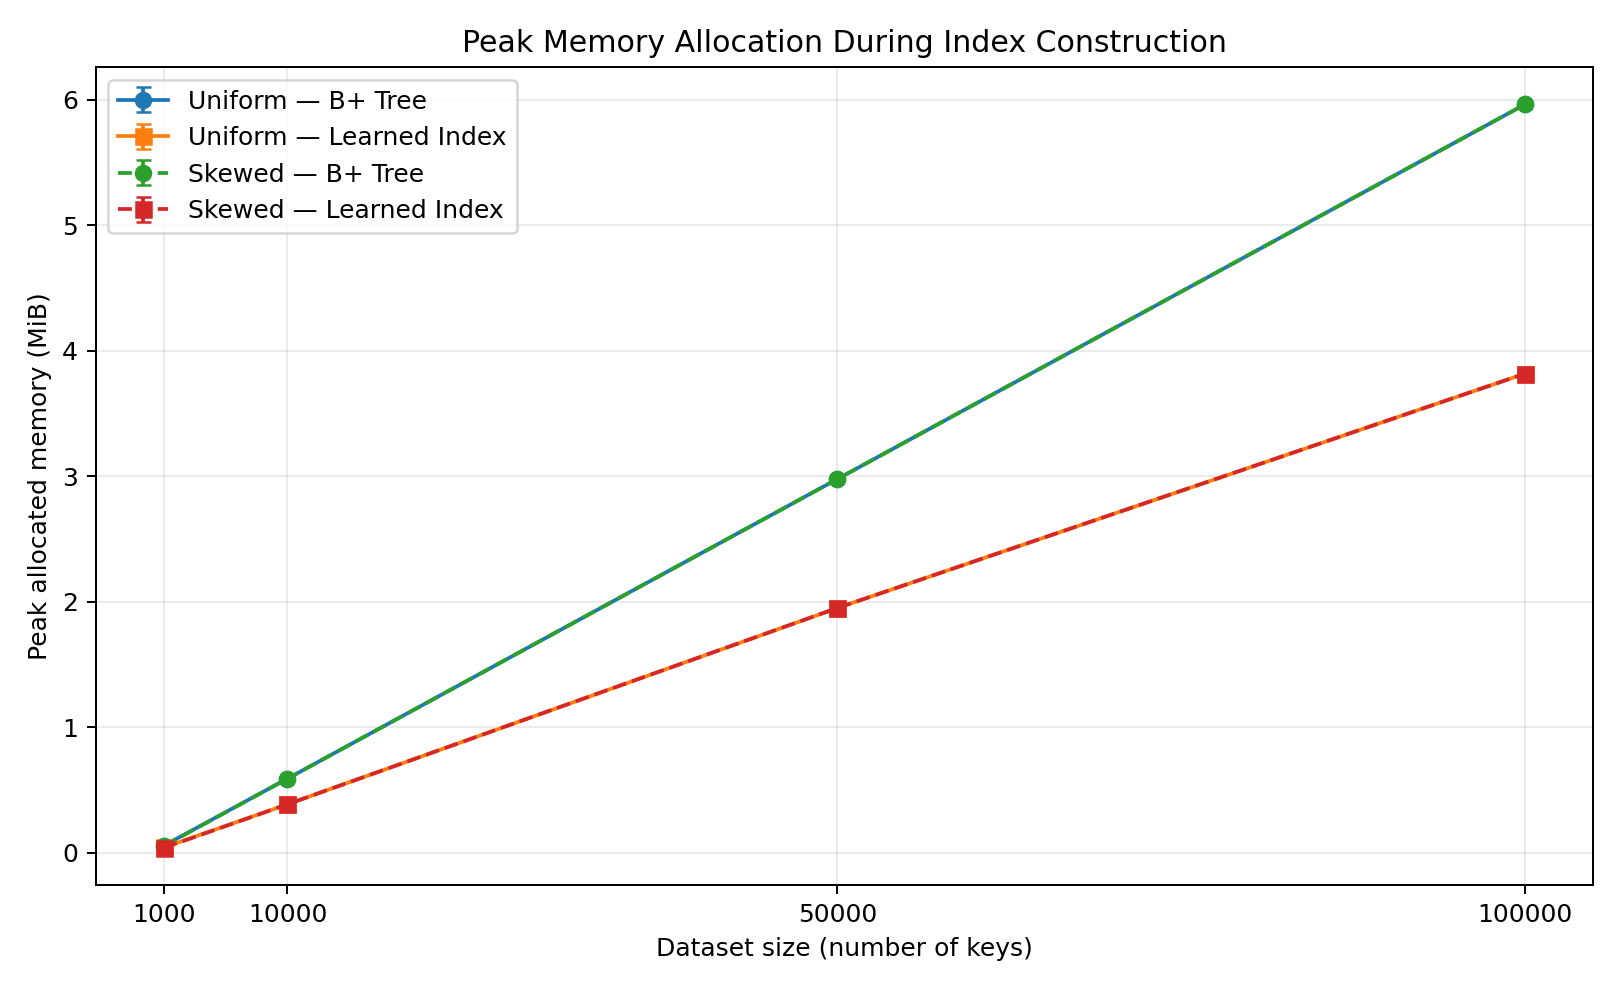 Peak Memory Allocation During Index Construction
Uniform — B+ Tree
Uniform — Learned Index
Skewed — B+ Tree
Skewed — Learned Index
Peak allocated memory (MiB)
6
5
4
3
2
1
0
1000 10000 50000 100000
Dataset size (number of keys)